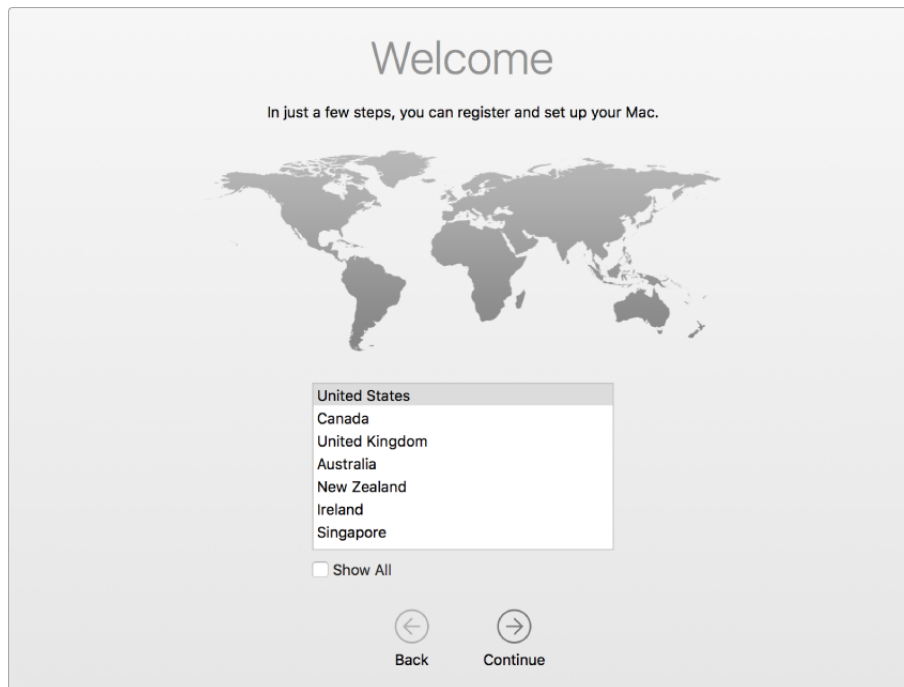 Welcome
In just a few steps, you can register and set up your Mac.
United States
Canada
United Kingdom
Australia
New Zealand
Ireland
Singapore
Show All
Back
Continue